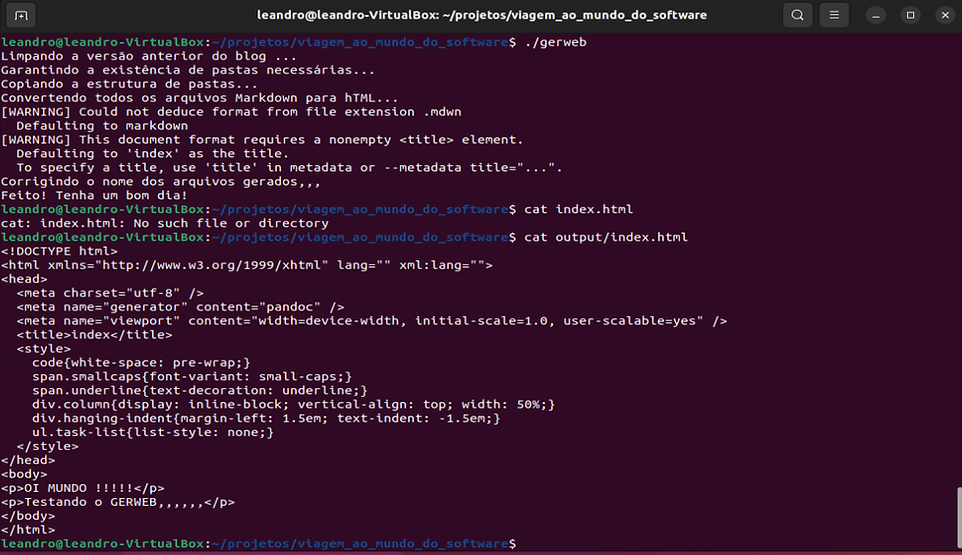 leandro@leandro-VirtualBox: ~/projetos/viagem_ao_mundo_do_software
leandro@leandro-VirtualBox:~/projetos/viagem_ao_mundo_do_software$ ./gerweb
Limpando a versão anterior do blog ...
Garantindo a existência de pastas necessárias...
Copiando a estrutura de pastas...
Convertendo todos os arquivos Markdown para hTML...
[WARNING] Could not deduce format from file extension .mdwn
  Defaulting to markdown
[WARNING] This document format requires a nonempty <title> element.
  Defaulting to 'index' as the title.
  To specify a title, use 'title' in metadata or --metadata title="...".
Corrigindo o nome dos arquivos gerados,,,
Feito! Tenha um bom dia!
leandro@leandro-VirtualBox:~/projetos/viagem_ao_mundo_do_software$ cat index.html
cat: index.html: No such file or directory
leandro@leandro-VirtualBox:~/projetos/viagem_ao_mundo_do_software$ cat output/index.html
<!DOCTYPE html>
<html xmlns="http://www.w3.org/1999/xhtml" lang="" xml:lang="">
<head>
  <meta charset="utf-8" />
  <meta name="generator" content="pandoc" />
  <meta name="viewport" content="width=device-width, initial-scale=1.0, user-scalable=yes" />
  <title>index</title>
  <style>
    code{white-space: pre-wrap;}
    span.smallcaps{font-variant: small-caps;}
    span.underline{text-decoration: underline;}
    div.column{display: inline-block; vertical-align: top; width: 50%;}
    div.hanging-indent{margin-left: 1.5em; text-indent: -1.5em;}
    ul.task-list{list-style: none;}
  </style>
</head>
<body>
<p>OI MUNDO !!!!!</p>
<p>Testando o GERWEB,,,,,,</p>
</body>
</html>
leandro@leandro-VirtualBox:~/projetos/viagem_ao_mundo_do_software$